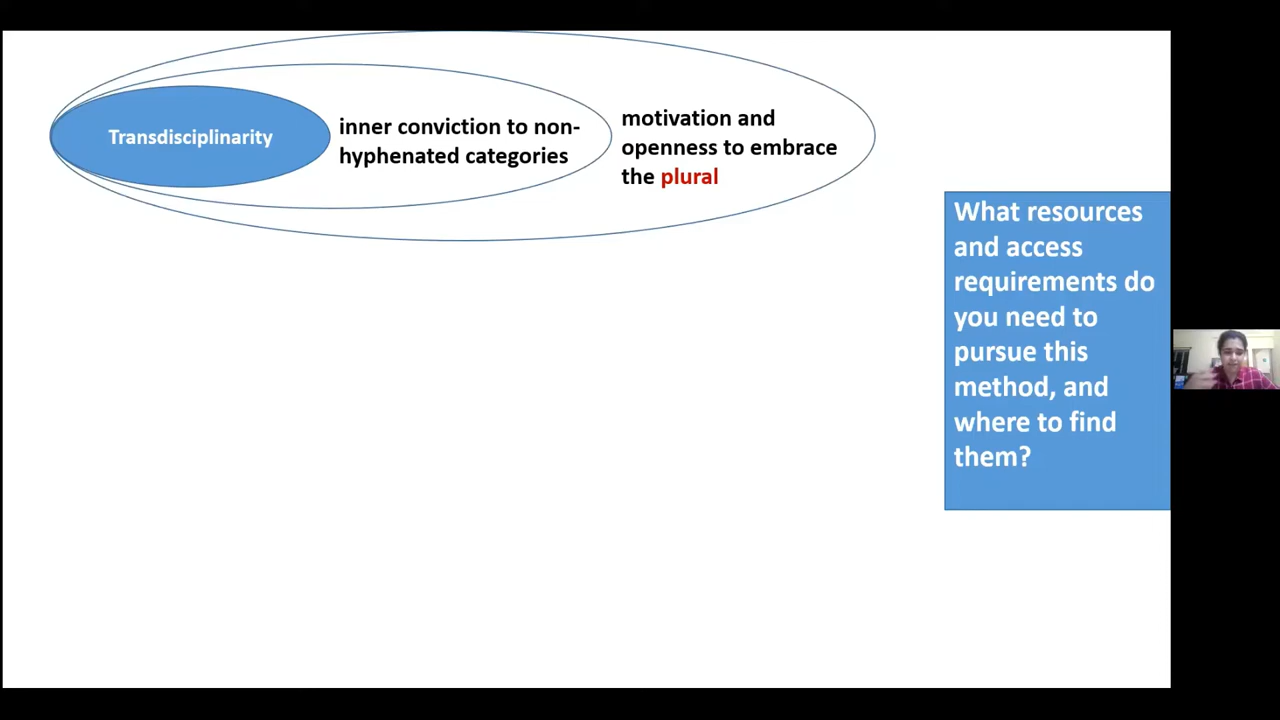 Transdisciplinarity
inner conviction to non-
hyphenated categories
motivation and
openness to embrace
the plural
What resources
and access
requirements do
you need to
pursue this
method, and
where to find
them?